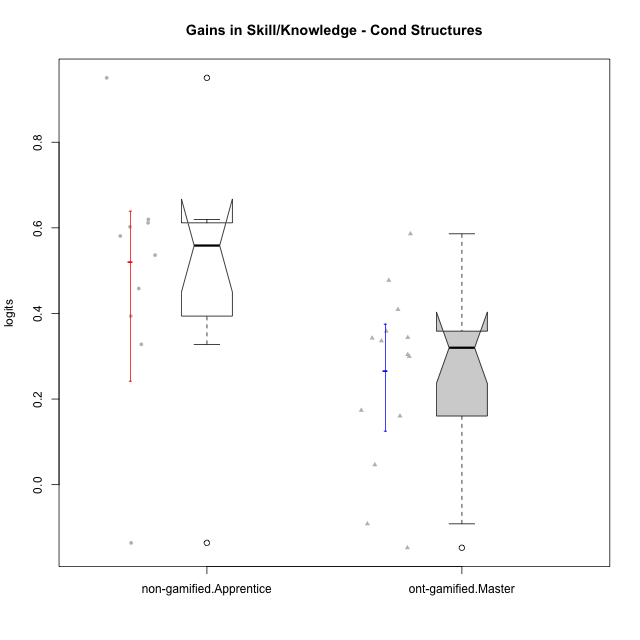 Gains in Skill/Knowledge - Cond Structures
logits
0.8
0.6
0.4
0.2
0.0
non-gamified.Apprentice
ont-gamified.Master